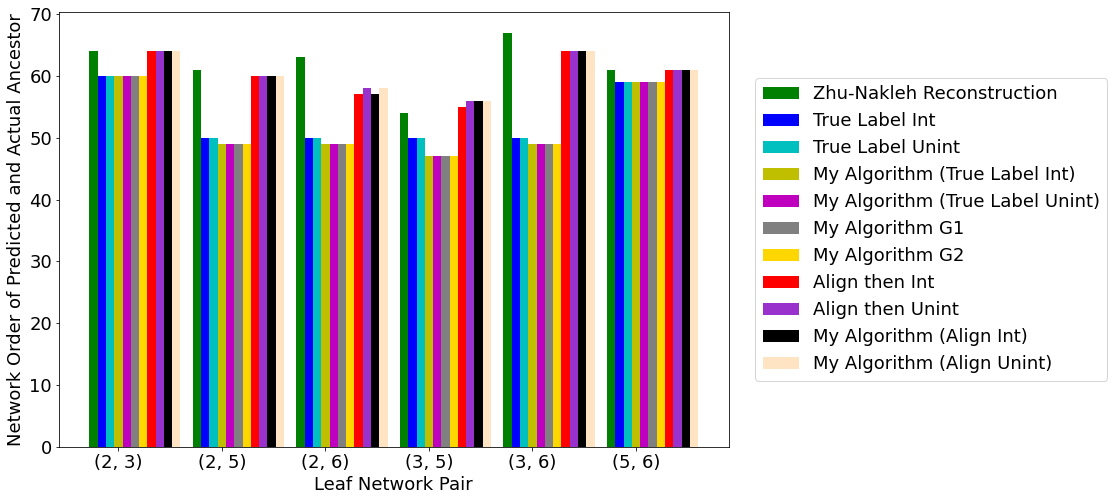 Network Order of Predicted and Actual Ancestor
70
60
50
40
30
20
10
0
(2, 3) (2, 5) (2, 6) (3, 5) (3, 6) (5, 6)
Leaf Network Pair
Zhu-Nakleh Reconstruction
True Label Int
True Label Unint
My Algorithm (True Label Int)
My Algorithm (True Label Unint)
My Algorithm G1
My Algorithm G2
Align then Int
Align then Unint
My Algorithm (Align Int)
My Algorithm (Align Unint)